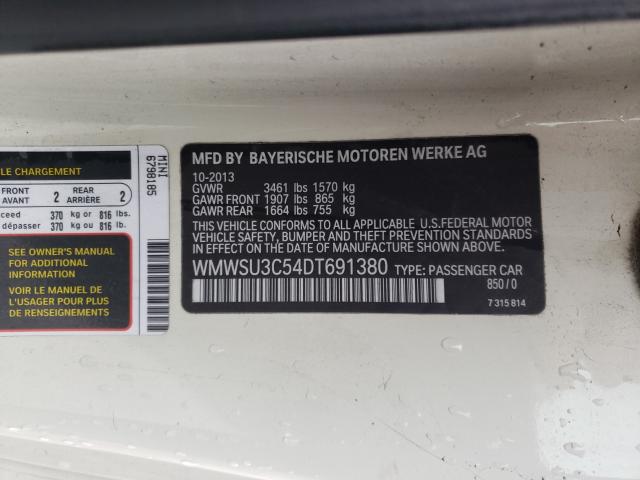 LE CHARGEMENT
FRONT
AVANT 2 REAR
ARRIÈRE 2
ceed 370 kg or 816 lbs.
dépasser 370 kg ou 816 lb.
SEE OWNER'S MANUAL
FOR ADDITIONAL
INFORMATION
VOIR LE MANUEL DE
L'USAGER POUR PLUS
DE RENSEIGNEMENTS
MINI
6798185
MFD BY BAYERISCHE MOTOREN WERKE AG
10-2013
GVWR 3461 lbs 1570 kg
GAWR FRONT 1907 lbs 865 kg
GAWR REAR 1664 lbs 755 kg
THIS VEHICLE CONFORMS TO ALL APPLICABLE U.S.FEDERAL MOTOR
VEHICLE SAFETY, BUMPER, AND THEFT PREVENTION STANDARDS
IN EFFECT ON THE DATE OF MANUFACTURE SHOWN ABOVE.
WMWSU3C54DT691380 TYPE: PASSENGER CAR
850/0
7 315 814